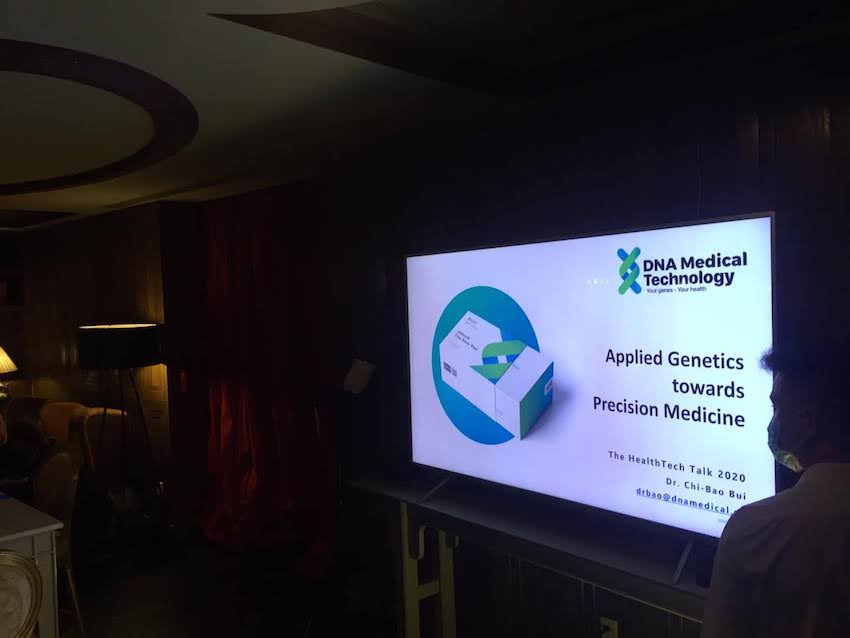 DNA Medical
Technology
Your genes - Your health
Applied Genetics
towards
Precision Medicine
The HealthTech Talk 2020
Dr. Chi-Bao Bui
drbao@dnamedical.